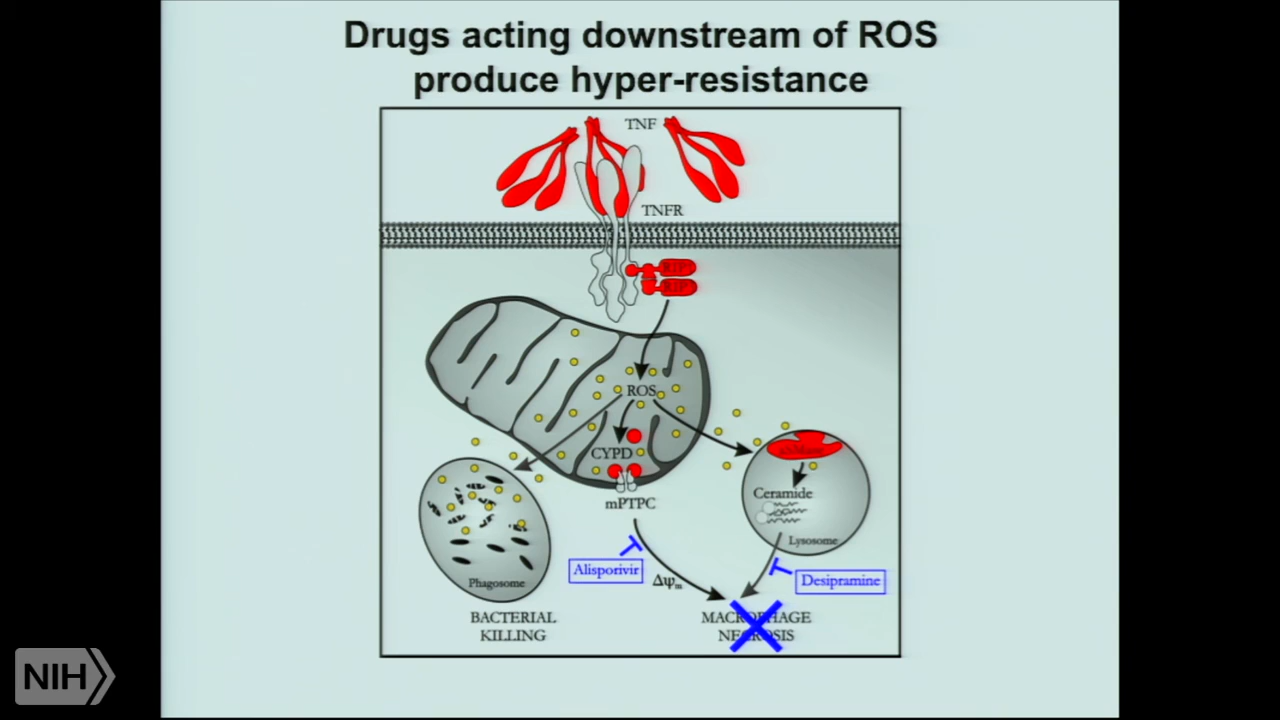 Drugs acting downstream of ROS
produce hyper-resistance
TNF
TNFR
ROS
CYPD
mPTPC
Ceramide
Lysosome
Phagosome
Alisporivir
Δψm
Desipramine
BACTERIAL
KILLING
MACROPHAGE
NECROSIS
NIH